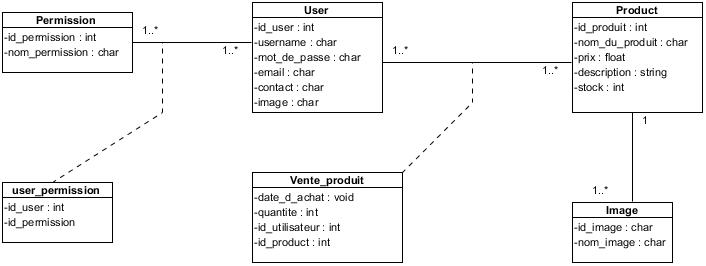 Permission
-id_permission : int
-nom_permission : char
1..*
1..*
User
-id_user : int
-username : char
-mot_de_passe : char
-email : char
-contact : char
-image : char
1..*
1..*
Product
-id_produit : int
-nom_du_produit : char
-prix : float
-description : string
-stock : int
1
1..*
user_permission
-id_user : int
-id_permission
Vente_produit
-date_d_achat : void
-quantite : int
-id_utilisateur : int
-id_product : int
Image
-id_image : char
-nom_image : char